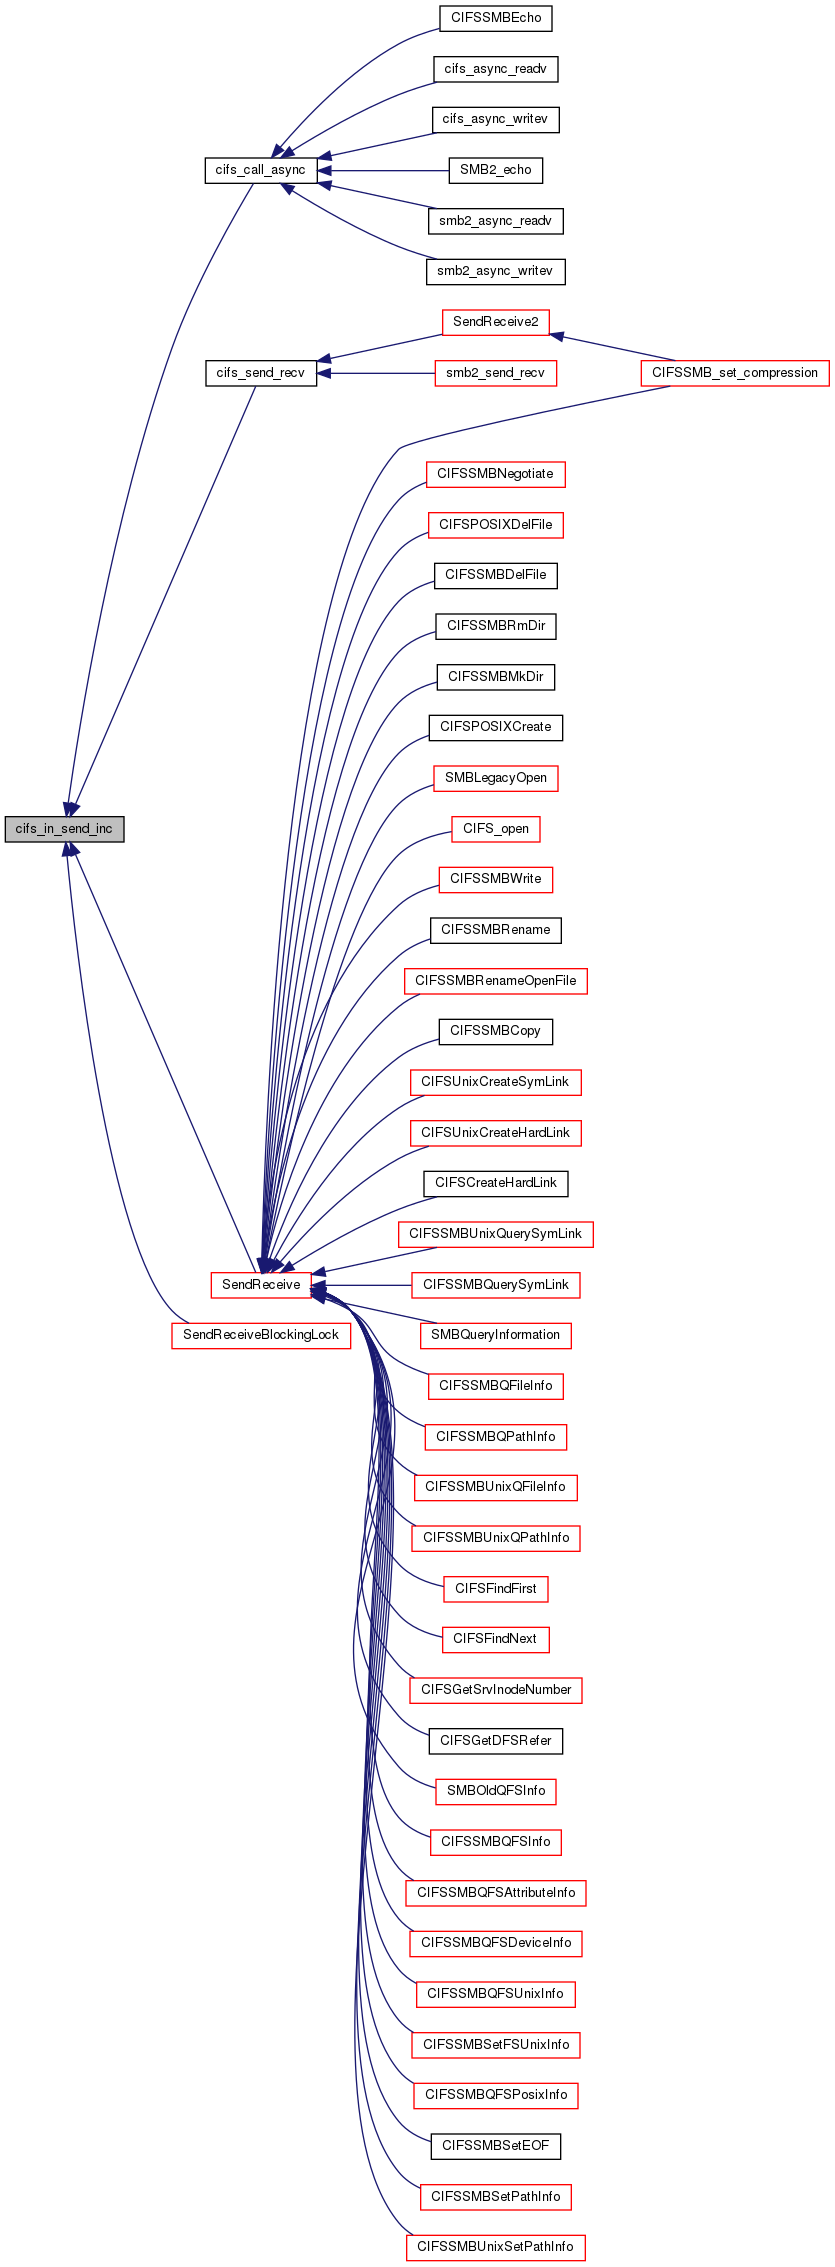 CIFSSMBEcho
cifs_async_readv
cifs_async_writev
cifs_call_async
SMB2_echo
smb2_async_readv
smb2_async_writev
SendReceive2
cifs_send_recv
smb2_send_recv
CIFSSMB_set_compression
CIFSSMBNegotiate
CIFSPOSIXDelFile
CIFSSMBDelFile
CIFSSMBRmDir
CIFSSMBMkDir
CIFSPOSIXCreate
SMBLegacyOpen
cifs_in_send_inc
CIFS_open
CIFSSMBWrite
CIFSSMBRename
CIFSSMBRenameOpenFile
CIFSSMBCopy
CIFSUnixCreateSymLink
CIFSUnixCreateHardLink
CIFSCreateHardLink
CIFSSMBUnixQuerySymLink
SendReceive
CIFSSMBQuerySymLink
SendReceiveBlockingLock
SMBQueryInformation
CIFSSMBQFileInfo
CIFSSMBQPathInfo
CIFSSMBUnixQFileInfo
CIFSSMBUnixQPathInfo
CIFSFindFirst
CIFSFindNext
CIFSGetSrvInodeNumber
CIFSGetDFSRefer
SMBOldQFSInfo
CIFSSMBQFSInfo
CIFSSMBQFSAttributeInfo
CIFSSMBQFSDeviceInfo
CIFSSMBQFSUnixInfo
CIFSSMBSetFSUnixInfo
CIFSSMBQFSPosixInfo
CIFSSMBSetEOF
CIFSSMBSetPathInfo
CIFSSMBUnixSetPathInfo